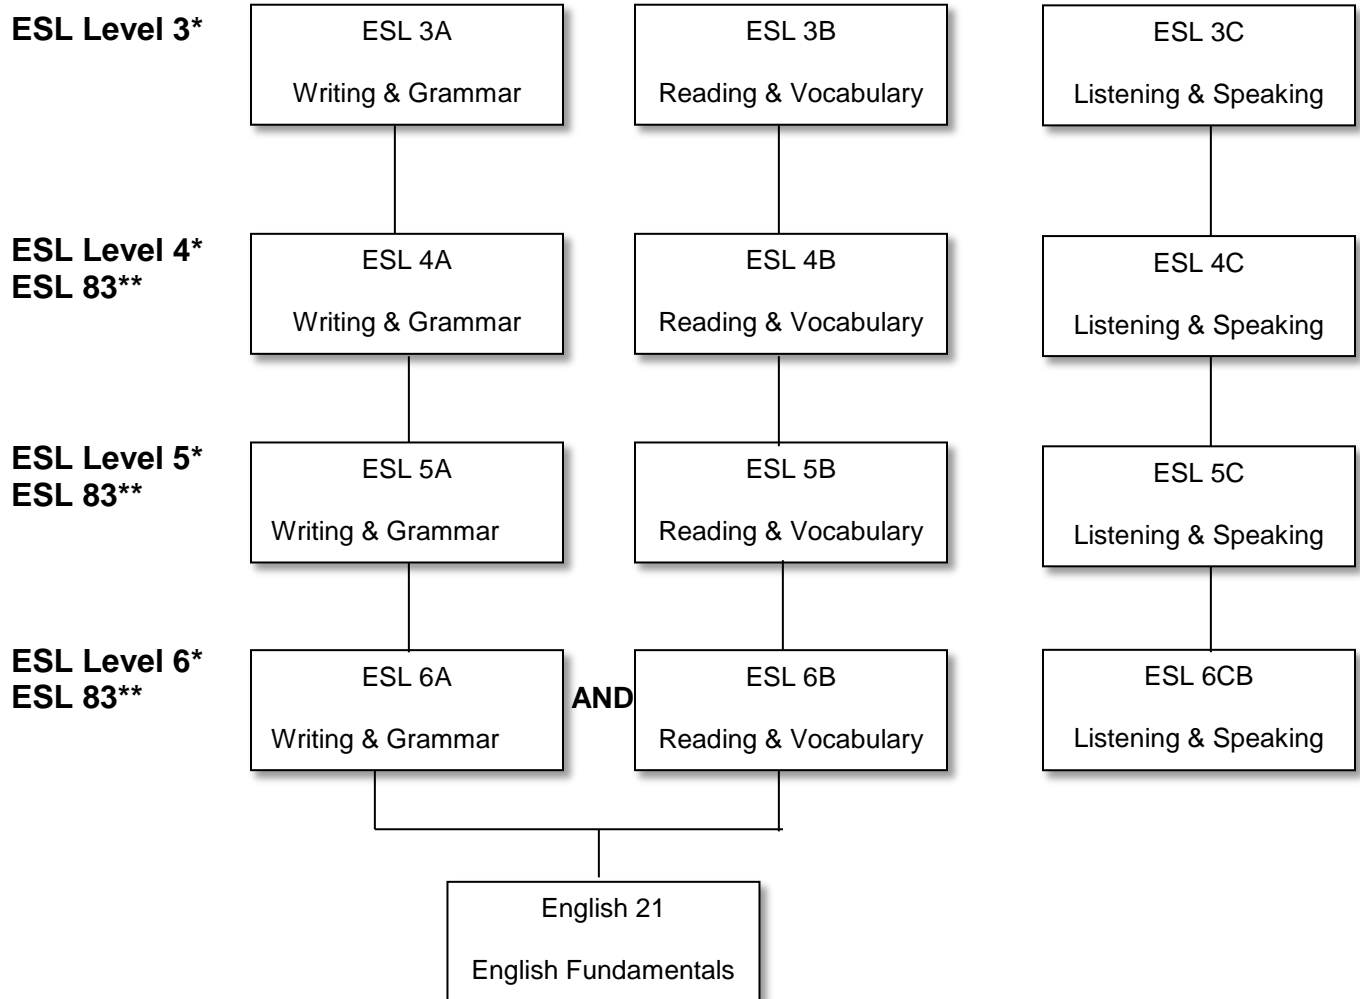 ESL Level 3*
ESL 3A
Writing & Grammar
ESL 3B
Reading & Vocabulary
ESL 3C
Listening & Speaking
ESL Level 4*
ESL 83**
ESL 4A
Writing & Grammar
ESL 4B
Reading & Vocabulary
ESL 4C
Listening & Speaking
ESL Level 5*
ESL 83**
ESL 5A
Writing & Grammar
ESL 5B
Reading & Vocabulary
ESL 5C
Listening & Speaking
ESL Level 6*
ESL 83**
ESL 6A
Writing & Grammar
AND
ESL 6B
Reading & Vocabulary
ESL 6CB
Listening & Speaking
English 21
English Fundamentals